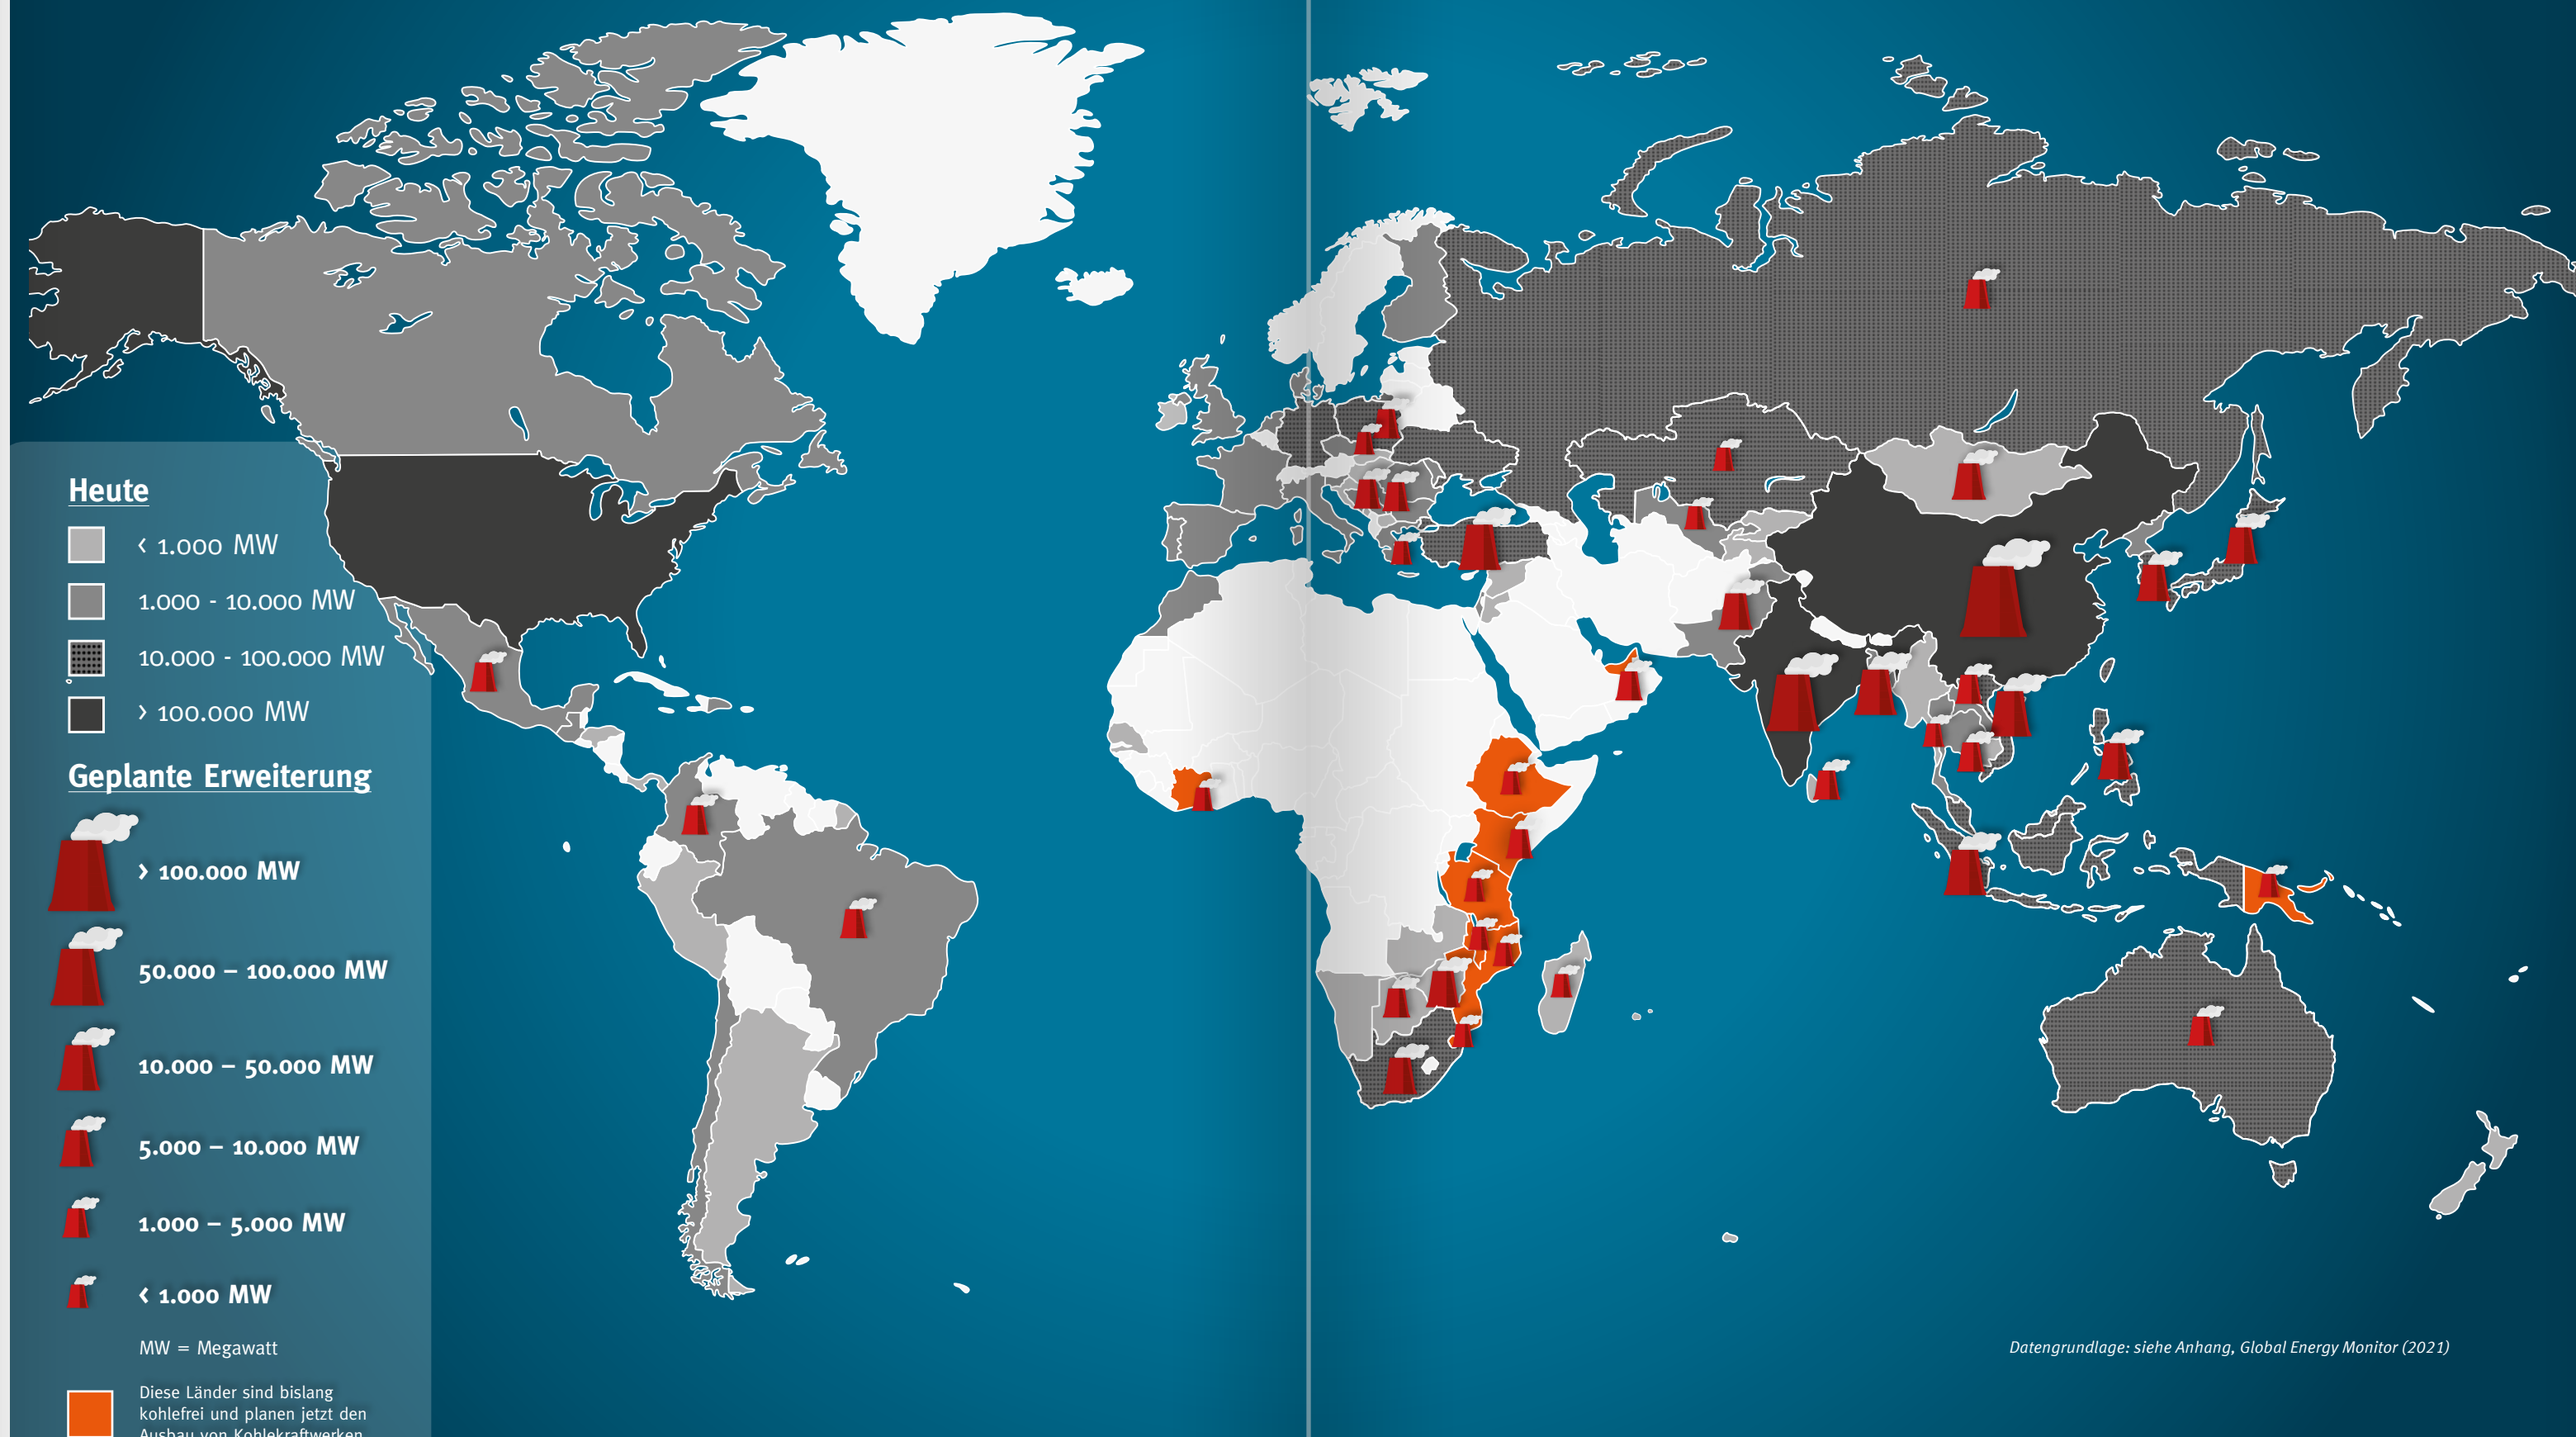 Heute
< 1.000 MW
1.000 - 10.000 MW
10.000 - 100.000 MW
> 100.000 MW
Geplante Erweiterung
> 100.000 MW
50.000 – 100.000 MW
10.000 – 50.000 MW
5.000 – 10.000 MW
1.000 – 5.000 MW
< 1.000 MW
MW = Megawatt
Diese Länder sind bislang
kohlefrei und planen jetzt den
Ausbau von Kohlekraftwerken
Datengrundlage: siehe Anhang, Global Energy Monitor (2021)